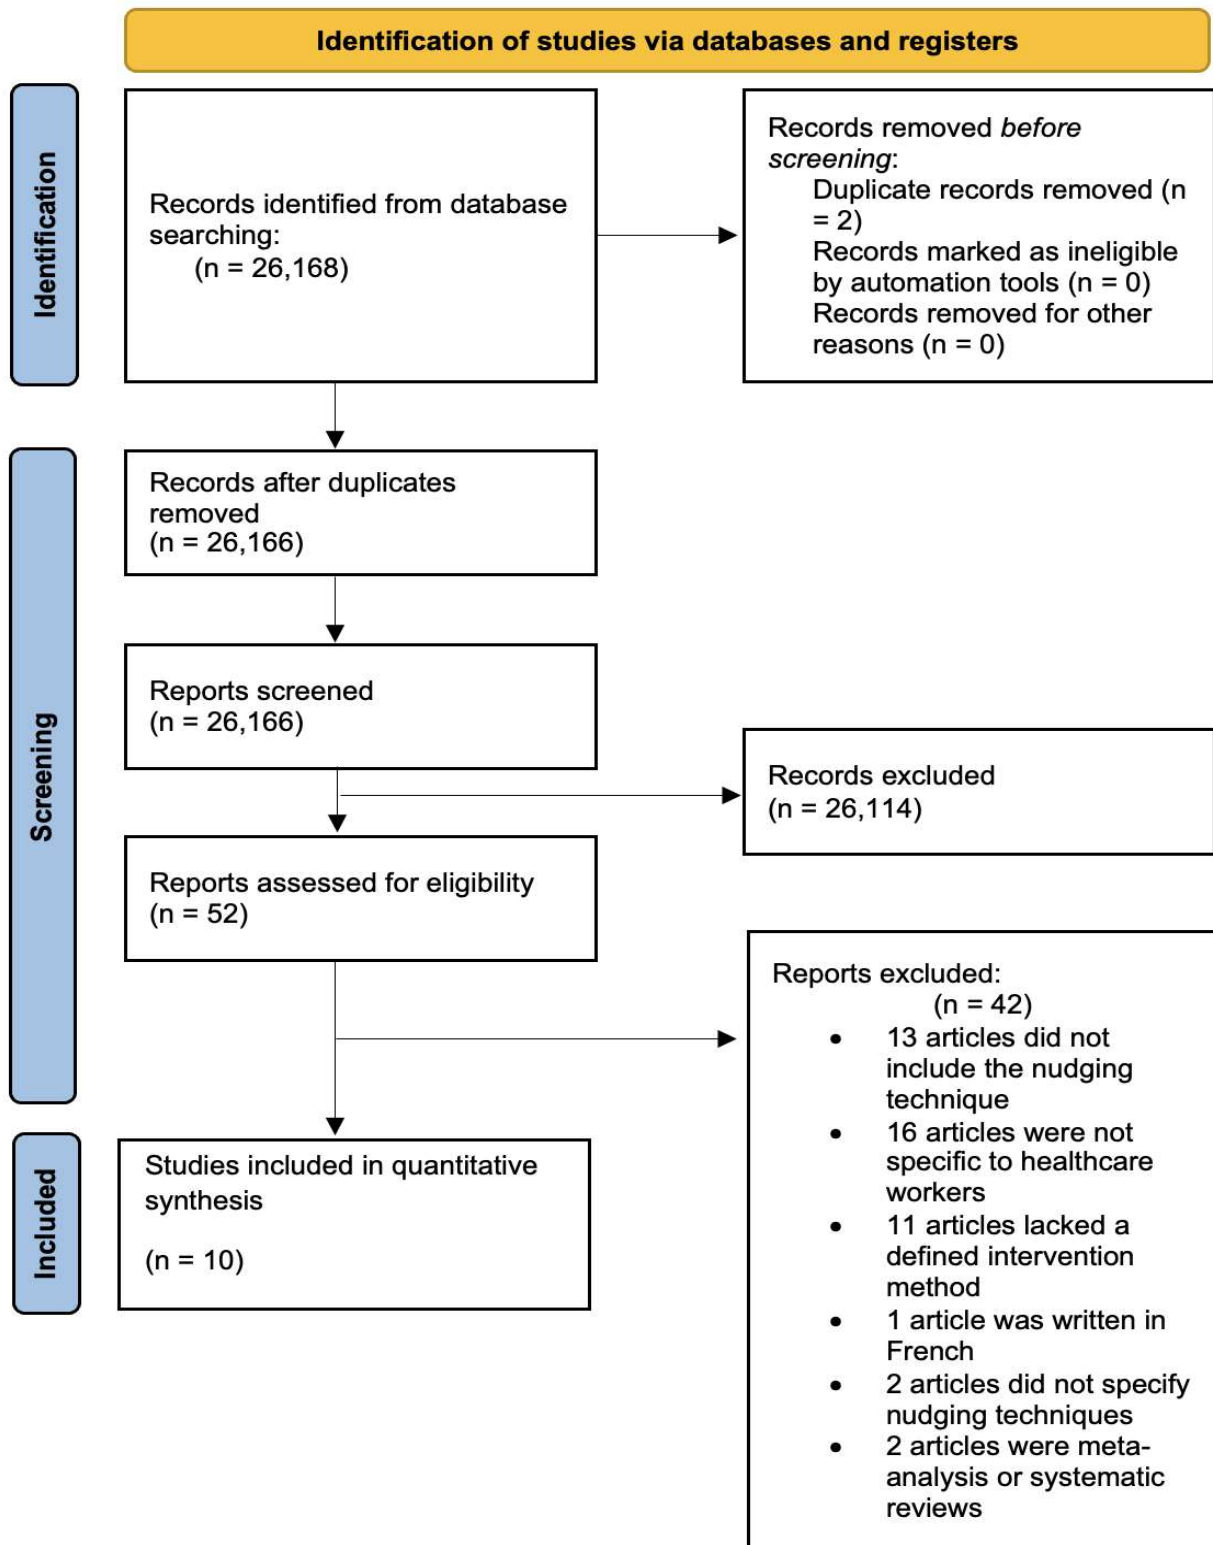 Identification of studies via databases and registers
Identification
Records identified from database
searching:
(n = 26,168)
Records removed before
screening:
Duplicate records removed (n
= 2)
Records marked as ineligible
by automation tools (n = 0)
Records removed for other
reasons (n = 0)
Screening
Records after duplicates
removed
(n = 26,166)
Reports screened
(n = 26,166)
Records excluded
(n = 26,114)
Reports assessed for eligibility
(n = 52)
Reports excluded:
(n = 42)
• 13 articles did not
include the nudging
technique
• 16 articles were not
specific to healthcare
workers
• 11 articles lacked a
defined intervention
method
• 1 article was written in
French
• 2 articles did not specify
nudging techniques
• 2 articles were meta-
analysis or systematic
reviews
Included
Studies included in quantitative
synthesis
(n = 10)